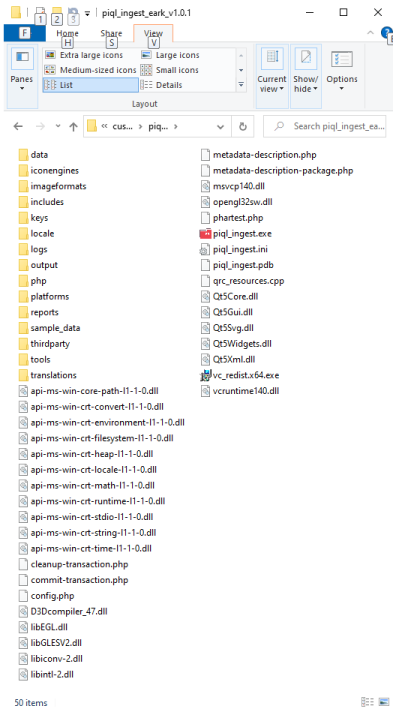 piql_ingest_eark_v1.0.1
1
2
3
F
Home
Share
View
H
S
V
Panes
Extra large icons
Large icons
Medium-sized icons
Small icons
List
Details
Layout
Current
view
Show/
hide
Options
« cus... › piq... ›
Search piql_ingest_ea...
data
iconengines
imageformats
includes
keys
locale
logs
output
php
platforms
reports
sample_data
thirdparty
tools
translations
api-ms-win-core-path-l1-1-0.dll
api-ms-win-crt-convert-l1-1-0.dll
api-ms-win-crt-environment-l1-1-0.dll
api-ms-win-crt-filesystem-l1-1-0.dll
api-ms-win-crt-heap-l1-1-0.dll
api-ms-win-crt-locale-l1-1-0.dll
api-ms-win-crt-math-l1-1-0.dll
api-ms-win-crt-runtime-l1-1-0.dll
api-ms-win-crt-stdio-l1-1-0.dll
api-ms-win-crt-string-l1-1-0.dll
api-ms-win-crt-time-l1-1-0.dll
cleanup-transaction.php
commit-transaction.php
config.php
D3Dcompiler_47.dll
libEGL.dll
libGLESV2.dll
libiconv-2.dll
libintl-2.dll
metadata-description.php
metadata-description-package.php
msvcp140.dll
opengl32sw.dll
phartest.php
piql_ingest.exe
piql_ingest.ini
piql_ingest.pdb
qrc_resources.cpp
Qt5Core.dll
Qt5Gui.dll
Qt5Svg.dll
Qt5Widgets.dll
Qt5Xml.dll
vc_redist.x64.exe
vcruntime140.dll
50 items